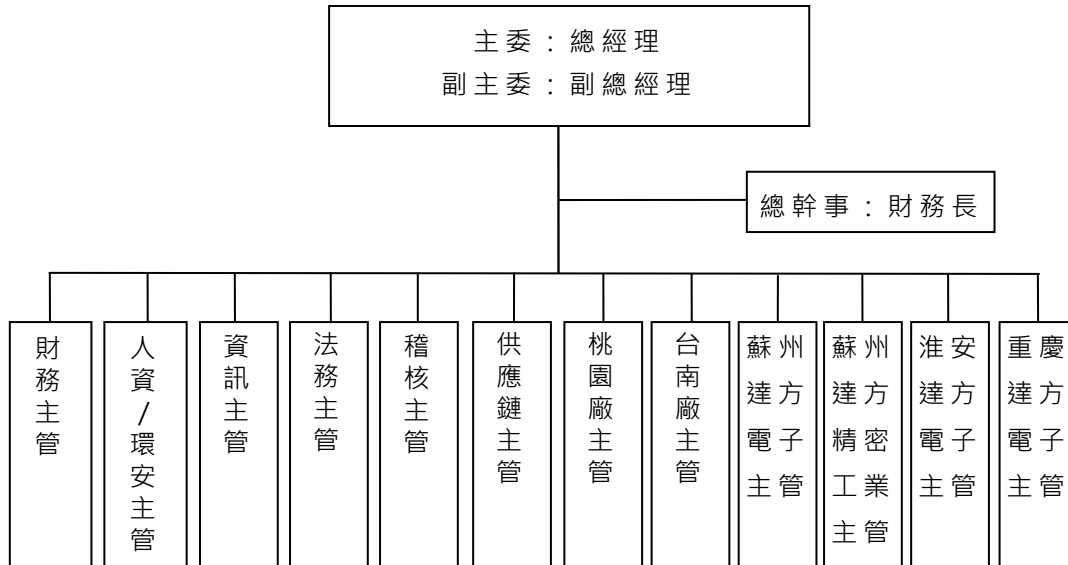 主委：總經理
副主委：副總經理
總幹事：財務長
財務主管
人資/環安主管
資訊主管
法務主管
稽核主管
供應鏈主管
桃園廠主管
台南廠主管
蘇州
達方
電子
主管
蘇州
達方
精密
工業
主管
淮安
達方
電子
主管
重慶
達方
電子
主管